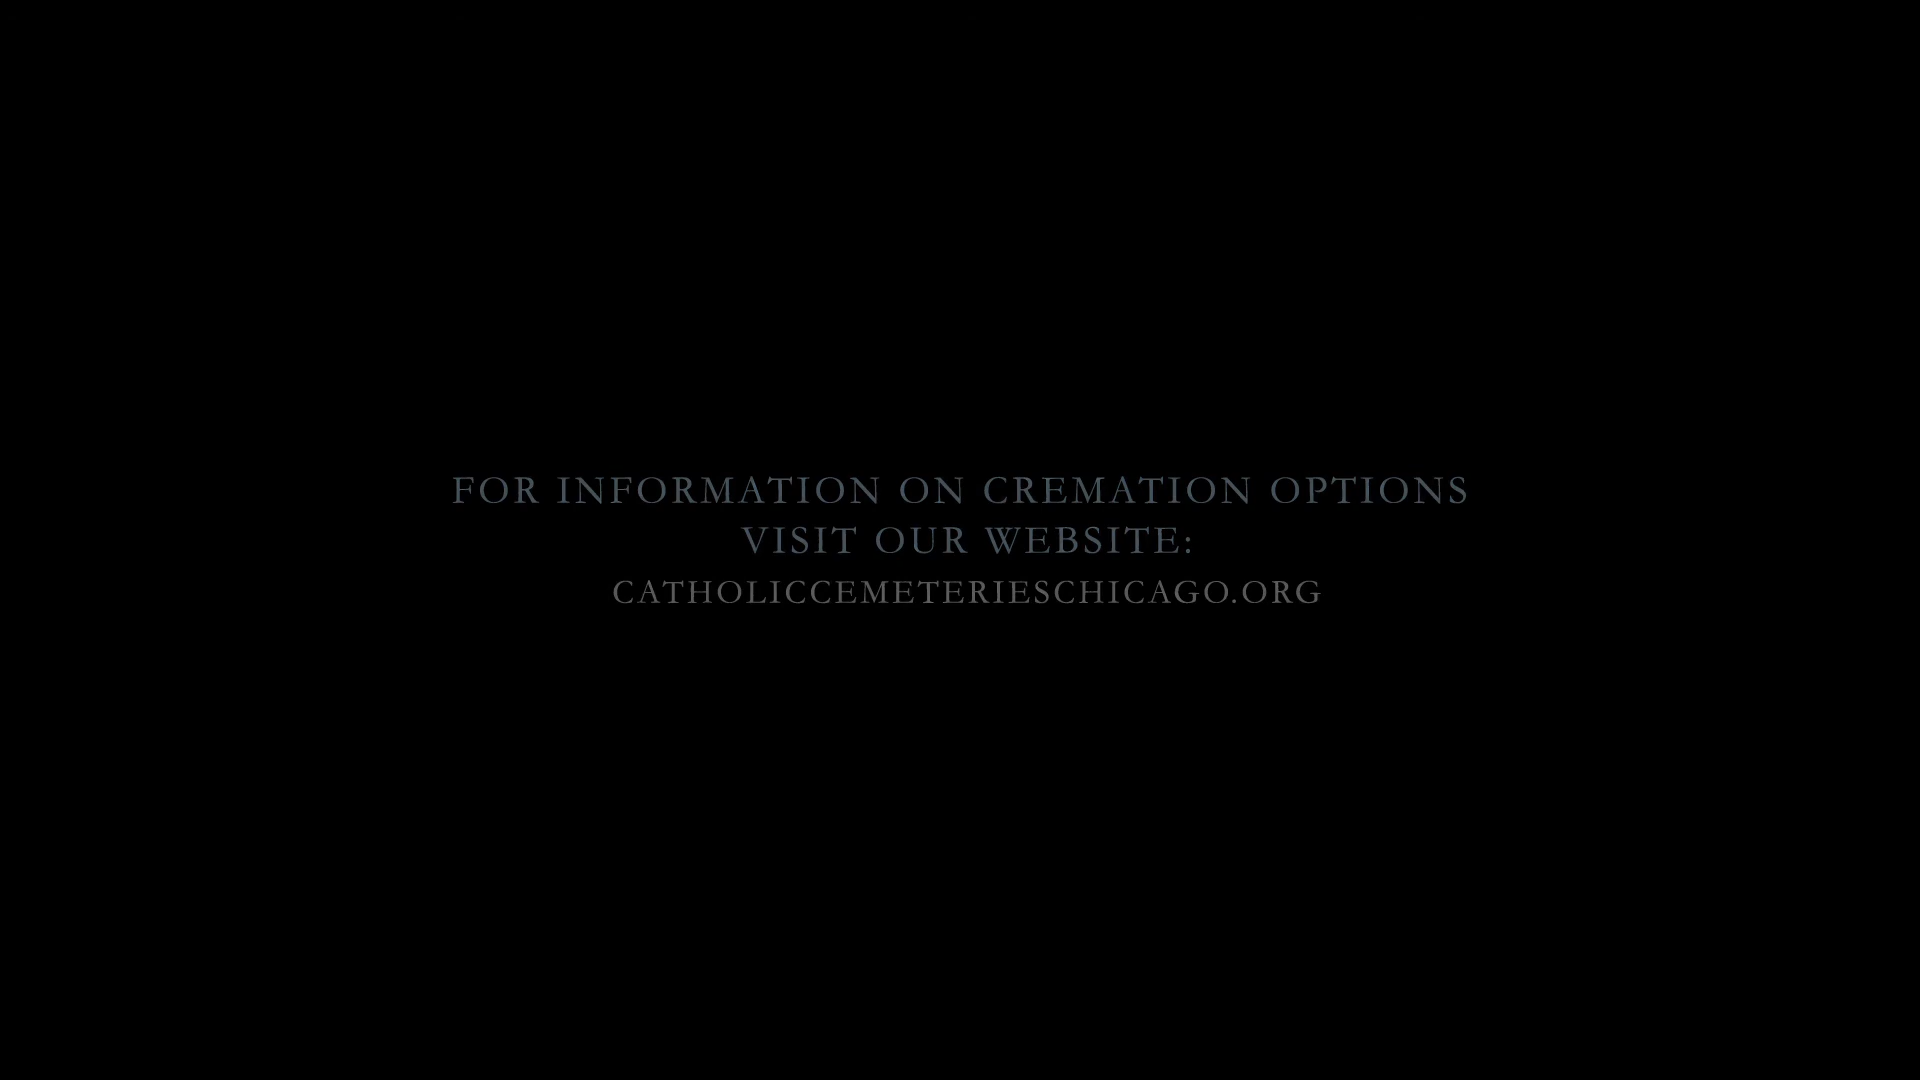 FOR INFORMATION ON CREMATION OPTIONS
VISIT OUR WEBSITE:
CATHOLICCEMETERIESCHICAGO.ORG